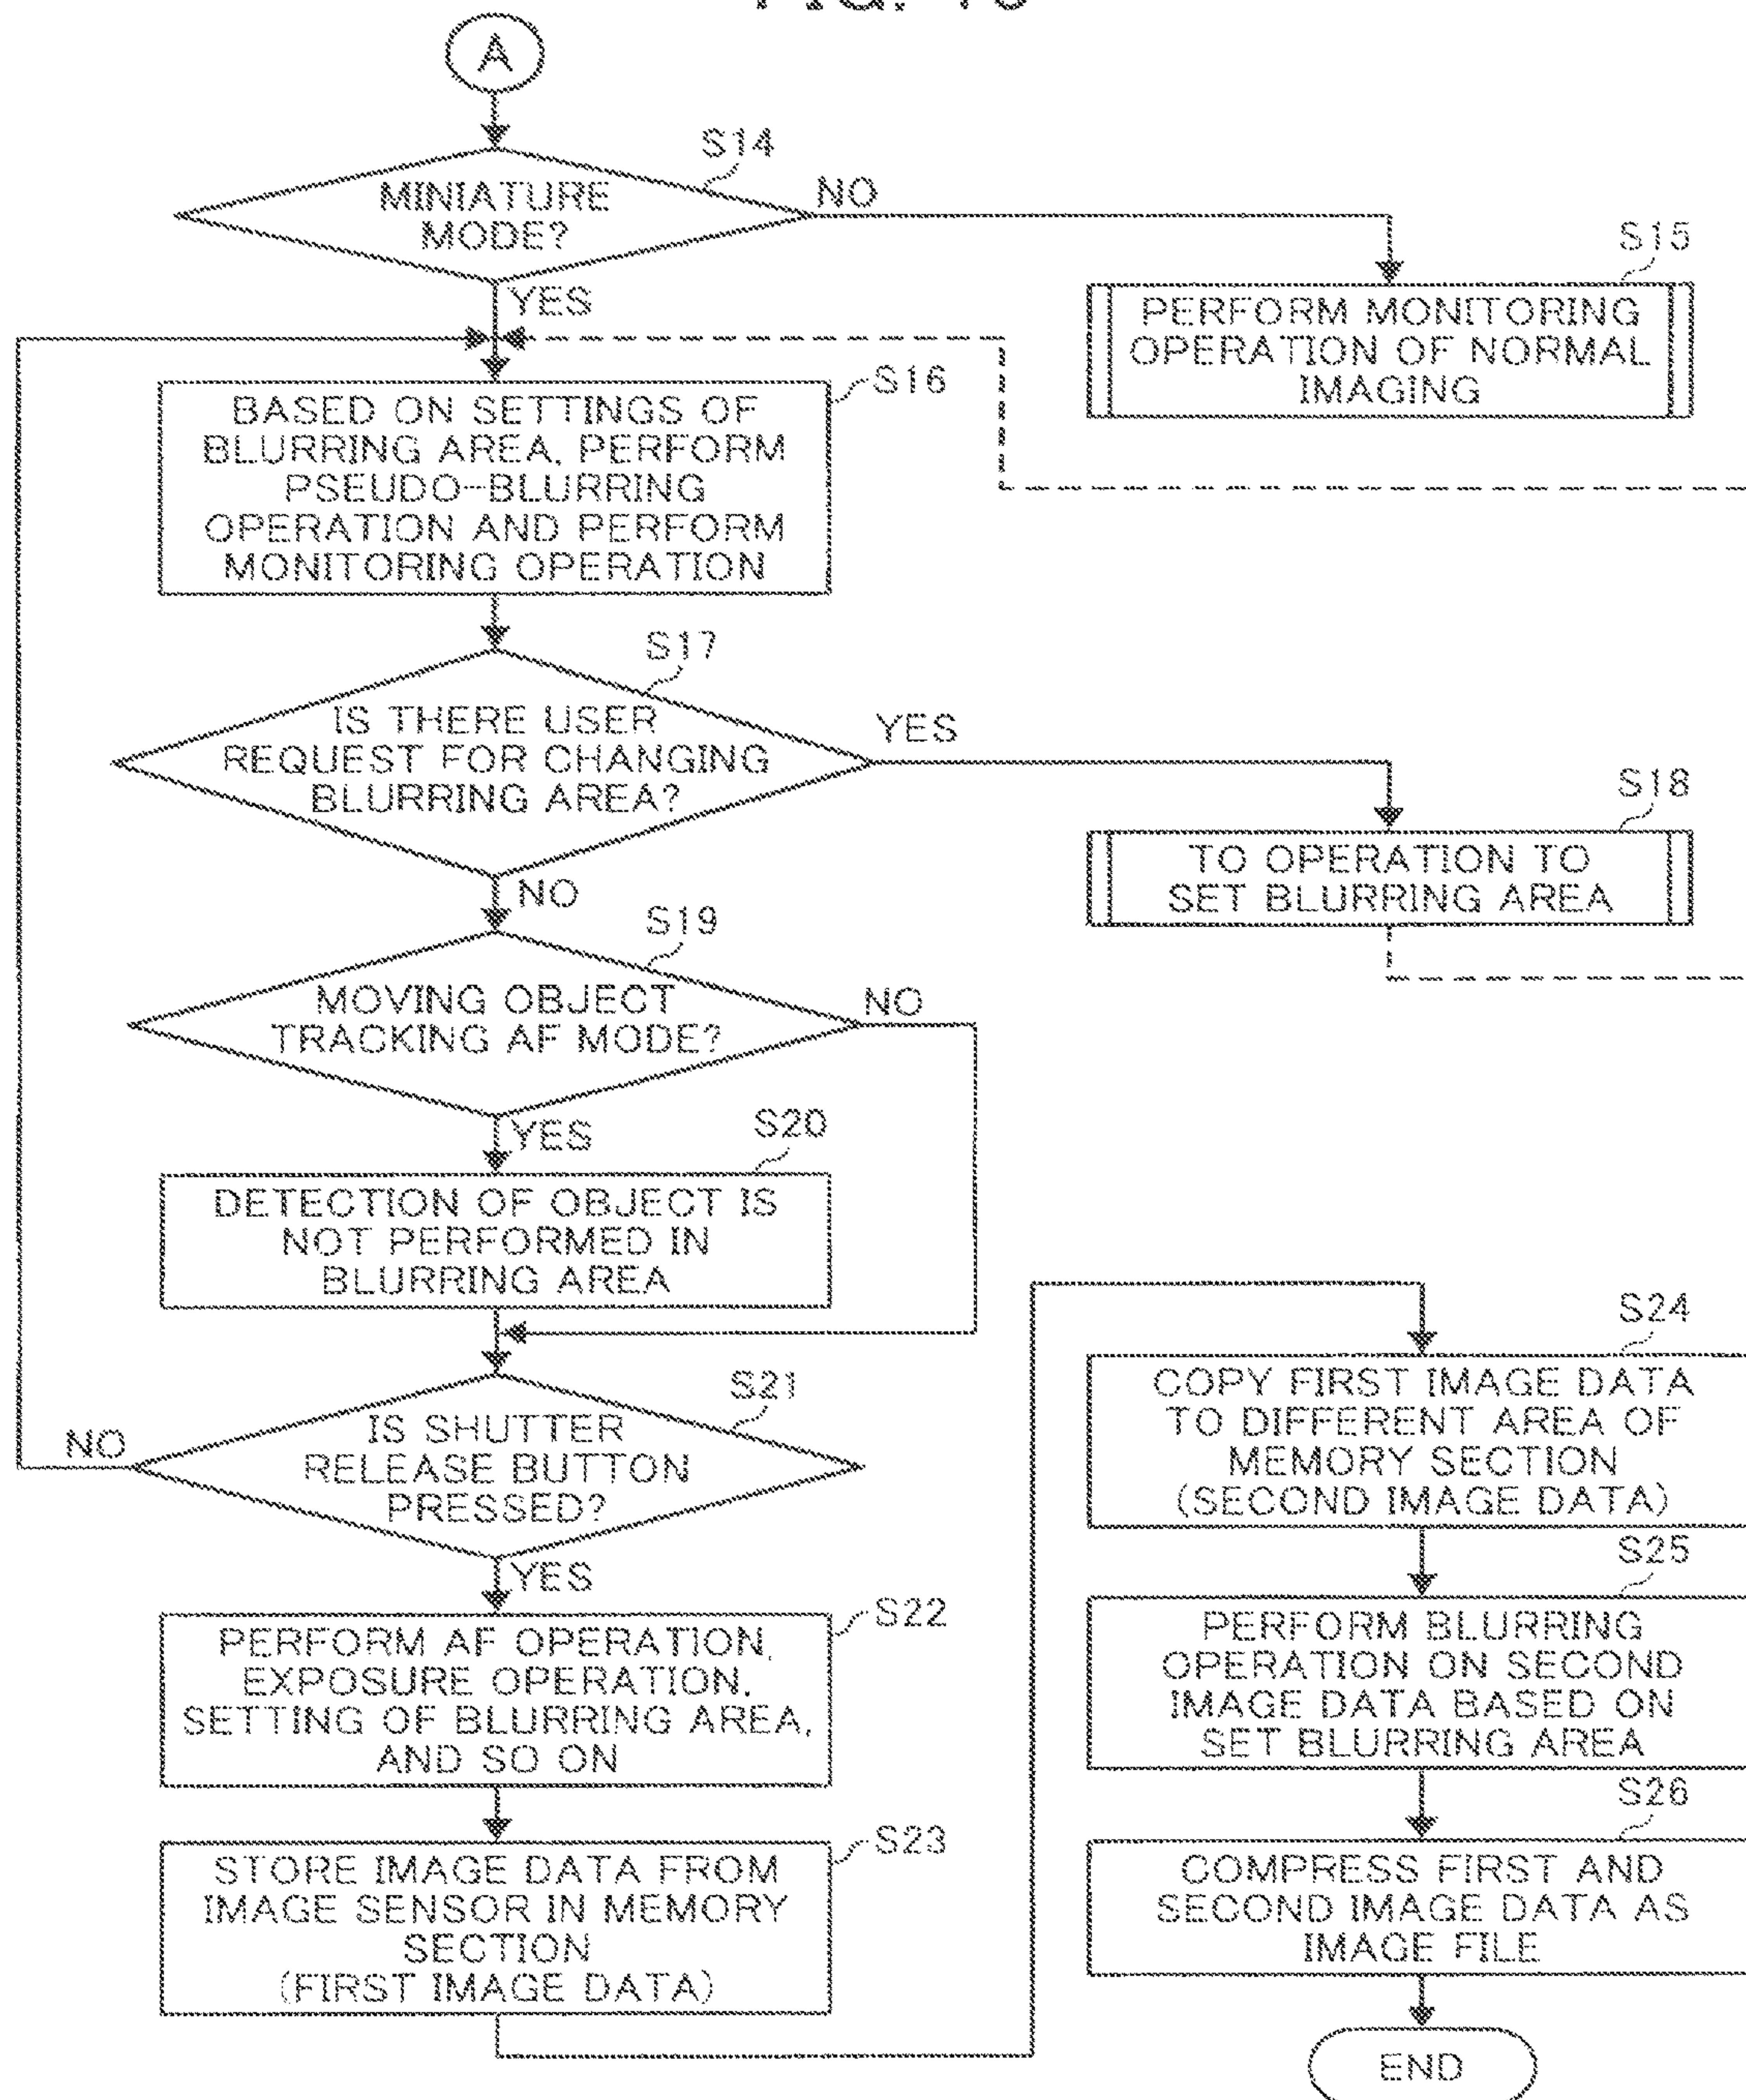 A
S14
MINIATURE
MODE?
NO
YES
S15
PERFORM MONITORING
OPERATION OF NORMAL
IMAGING
S16
BASED ON SETTINGS OF
BLURRING AREA, PERFORM
PSEUDO-BLURRING
OPERATION AND PERFORM
MONITORING OPERATION
S17
IS THERE USER
REQUEST FOR CHANGING
BLURRING AREA?
YES
NO
S18
TO OPERATION TO
SET BLURRING AREA
S19
MOVING OBJECT
TRACKING AF MODE?
NO
YES
S20
DETECTION OF OBJECT IS
NOT PERFORMED IN
BLURRING AREA
S21
IS SHUTTER
RELEASE BUTTON
PRESSED?
NO
YES
S22
PERFORM AF OPERATION,
EXPOSURE OPERATION,
SETTING OF BLURRING AREA,
AND SO ON
S23
STORE IMAGE DATA FROM
IMAGE SENSOR IN MEMORY
SECTION
(FIRST IMAGE DATA)
S24
COPY FIRST IMAGE DATA
TO DIFFERENT AREA OF
MEMORY SECTION
(SECOND IMAGE DATA)
S25
PERFORM BLURRING
OPERATION ON SECOND
IMAGE DATA BASED ON
SET BLURRING AREA
S26
COMPRESS FIRST AND
SECOND IMAGE DATA AS
IMAGE FILE
END